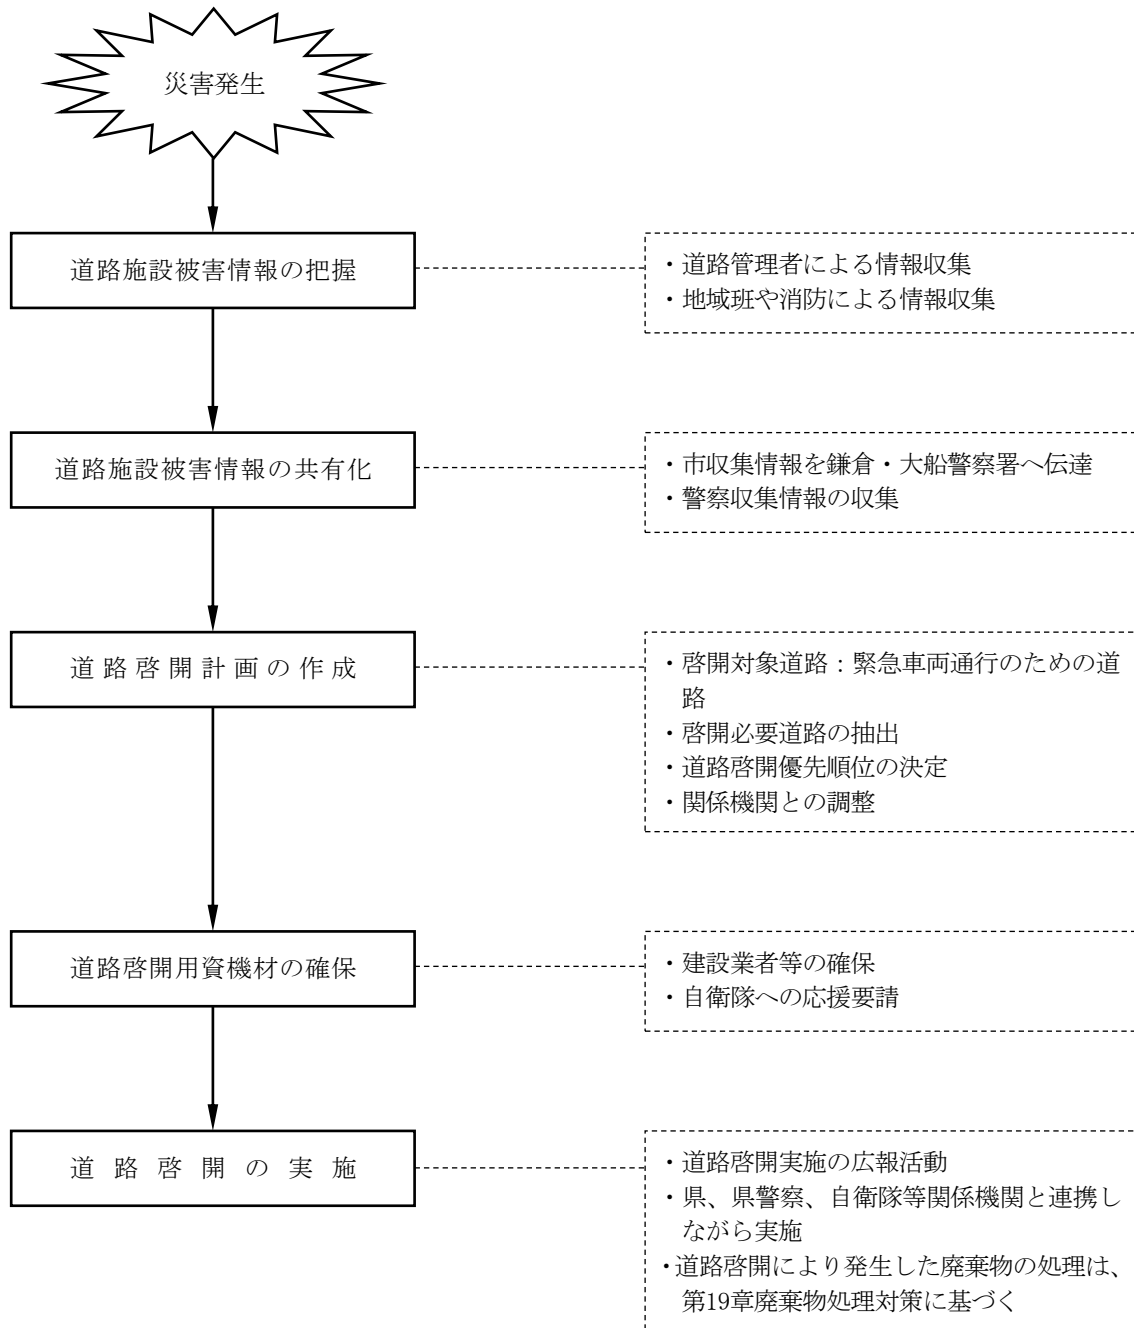 災害発生
道路施設被害情報の把握
・道路管理者による情報収集
・地域班や消防による情報収集
道路施設被害情報の共有化
・市収集情報を鎌倉・大船警察署へ伝達
・警察収集情報の収集
道路啓開計画の作成
・啓開対象道路：緊急車両通行のための道
路
・啓開必要道路の抽出
・道路啓開優先順位の決定
・関係機関との調整
道路啓開用資機材の確保
・建設業者等の確保
・自衛隊への応援要請
道路啓開の実施
・道路啓開実施の広報活動
・県、県警察、自衛隊等関係機関と連携し
ながら実施
・道路啓開により発生した廃棄物の処理は、
第19章廃棄物処理対策に基づく